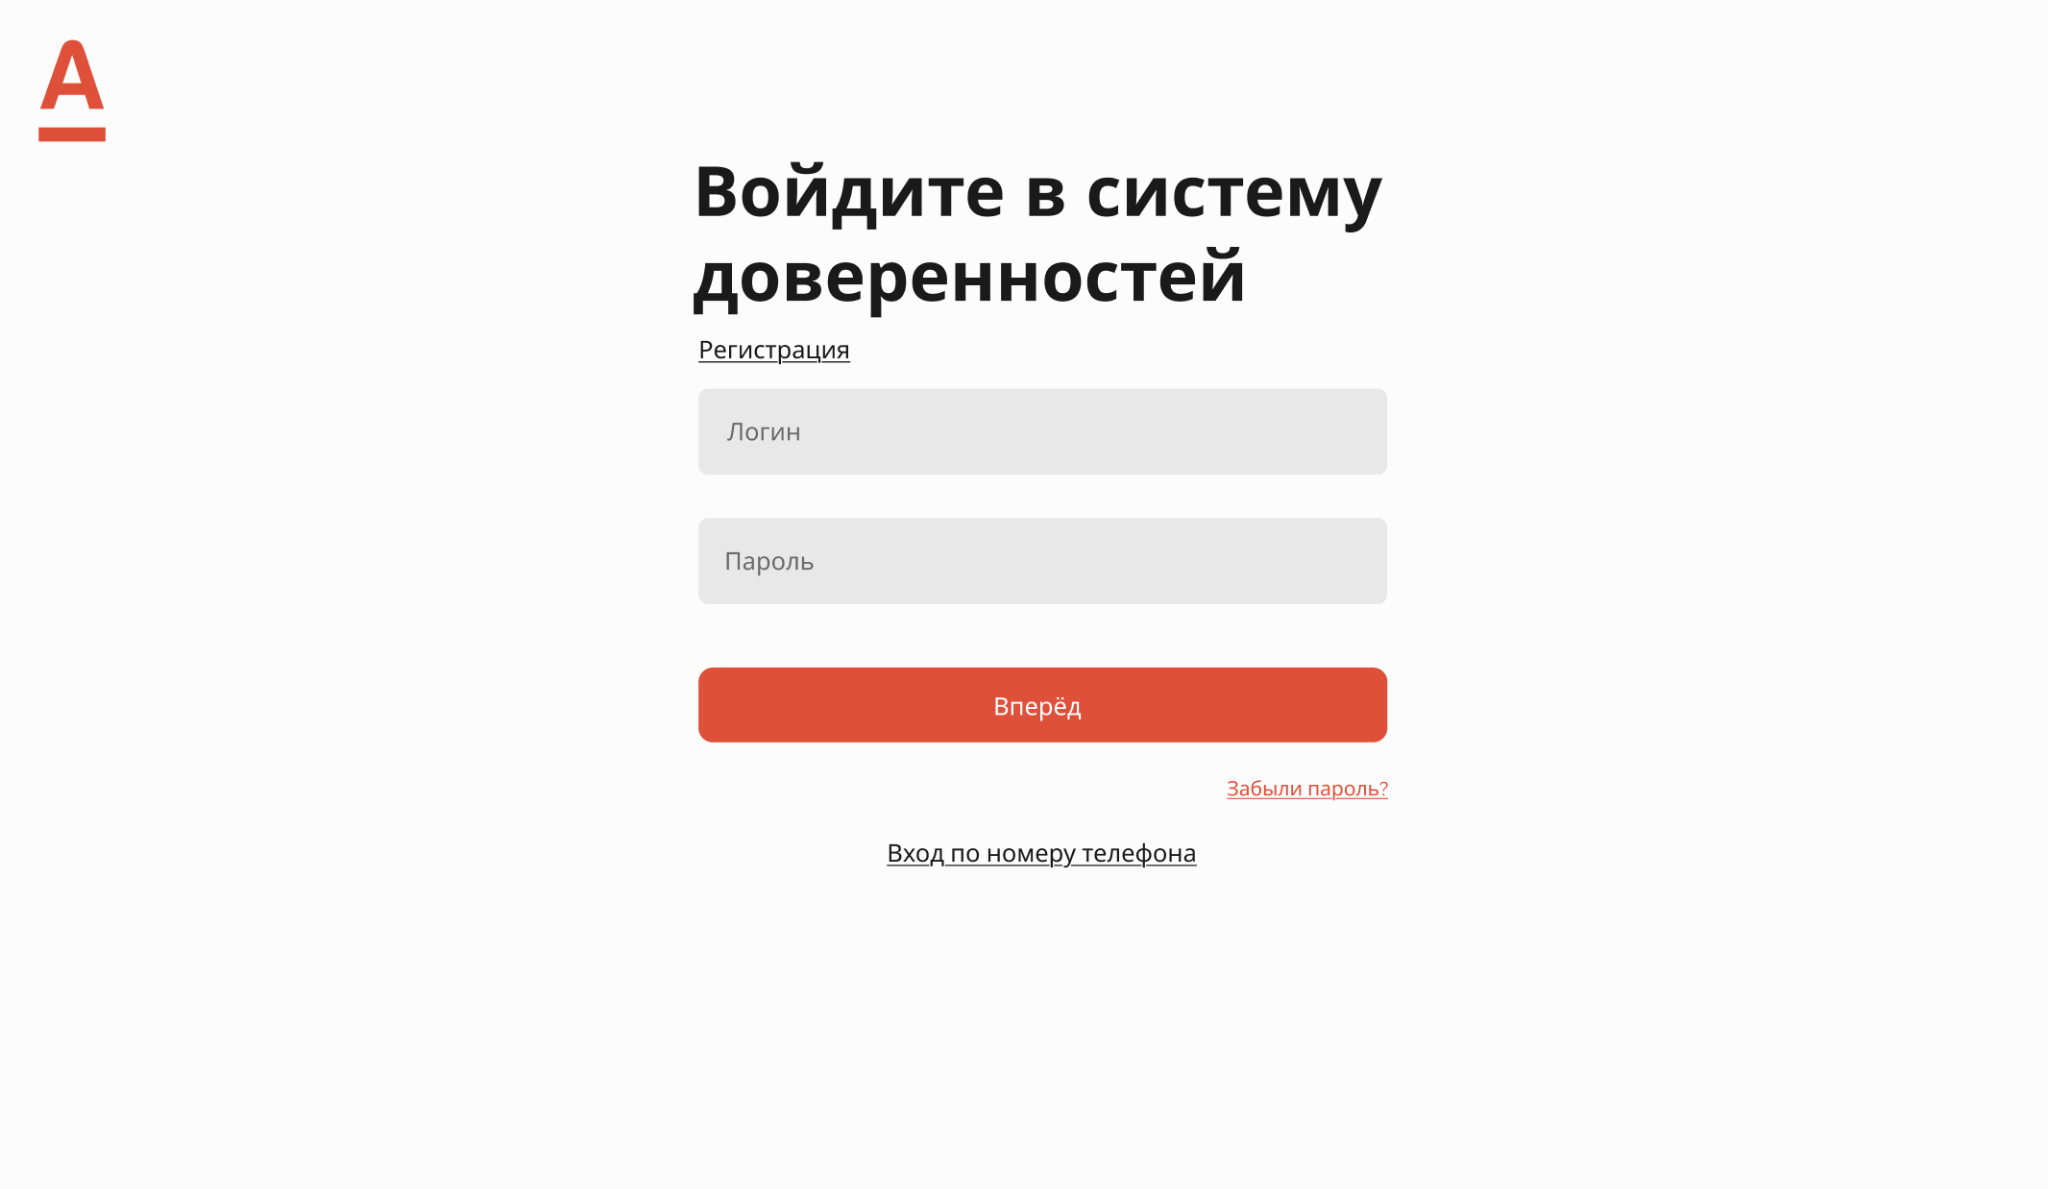 А
Войдите в систему
доверенностей
Регистрация
Логин
Пароль
Вперёд
Забыли пароль?
Вход по номеру телефона